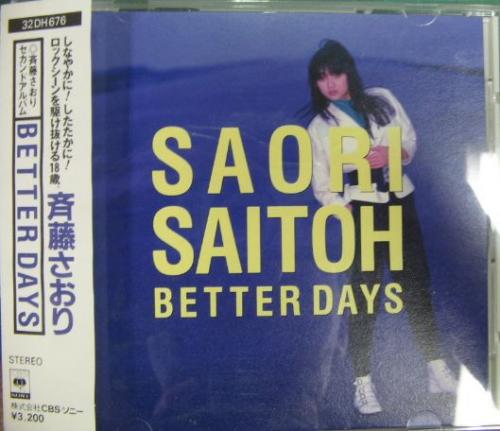 32DH676
しなやかに！したたかに！
ロックシーンを駆け抜ける18歳。
斉藤さおり
◎斉藤さおり
セカンドアルバム
BETTER DAYS
STEREO
SONY
株式会社CBSソニー
¥3,200
SAORI
SAITOH
BETTER DAYS